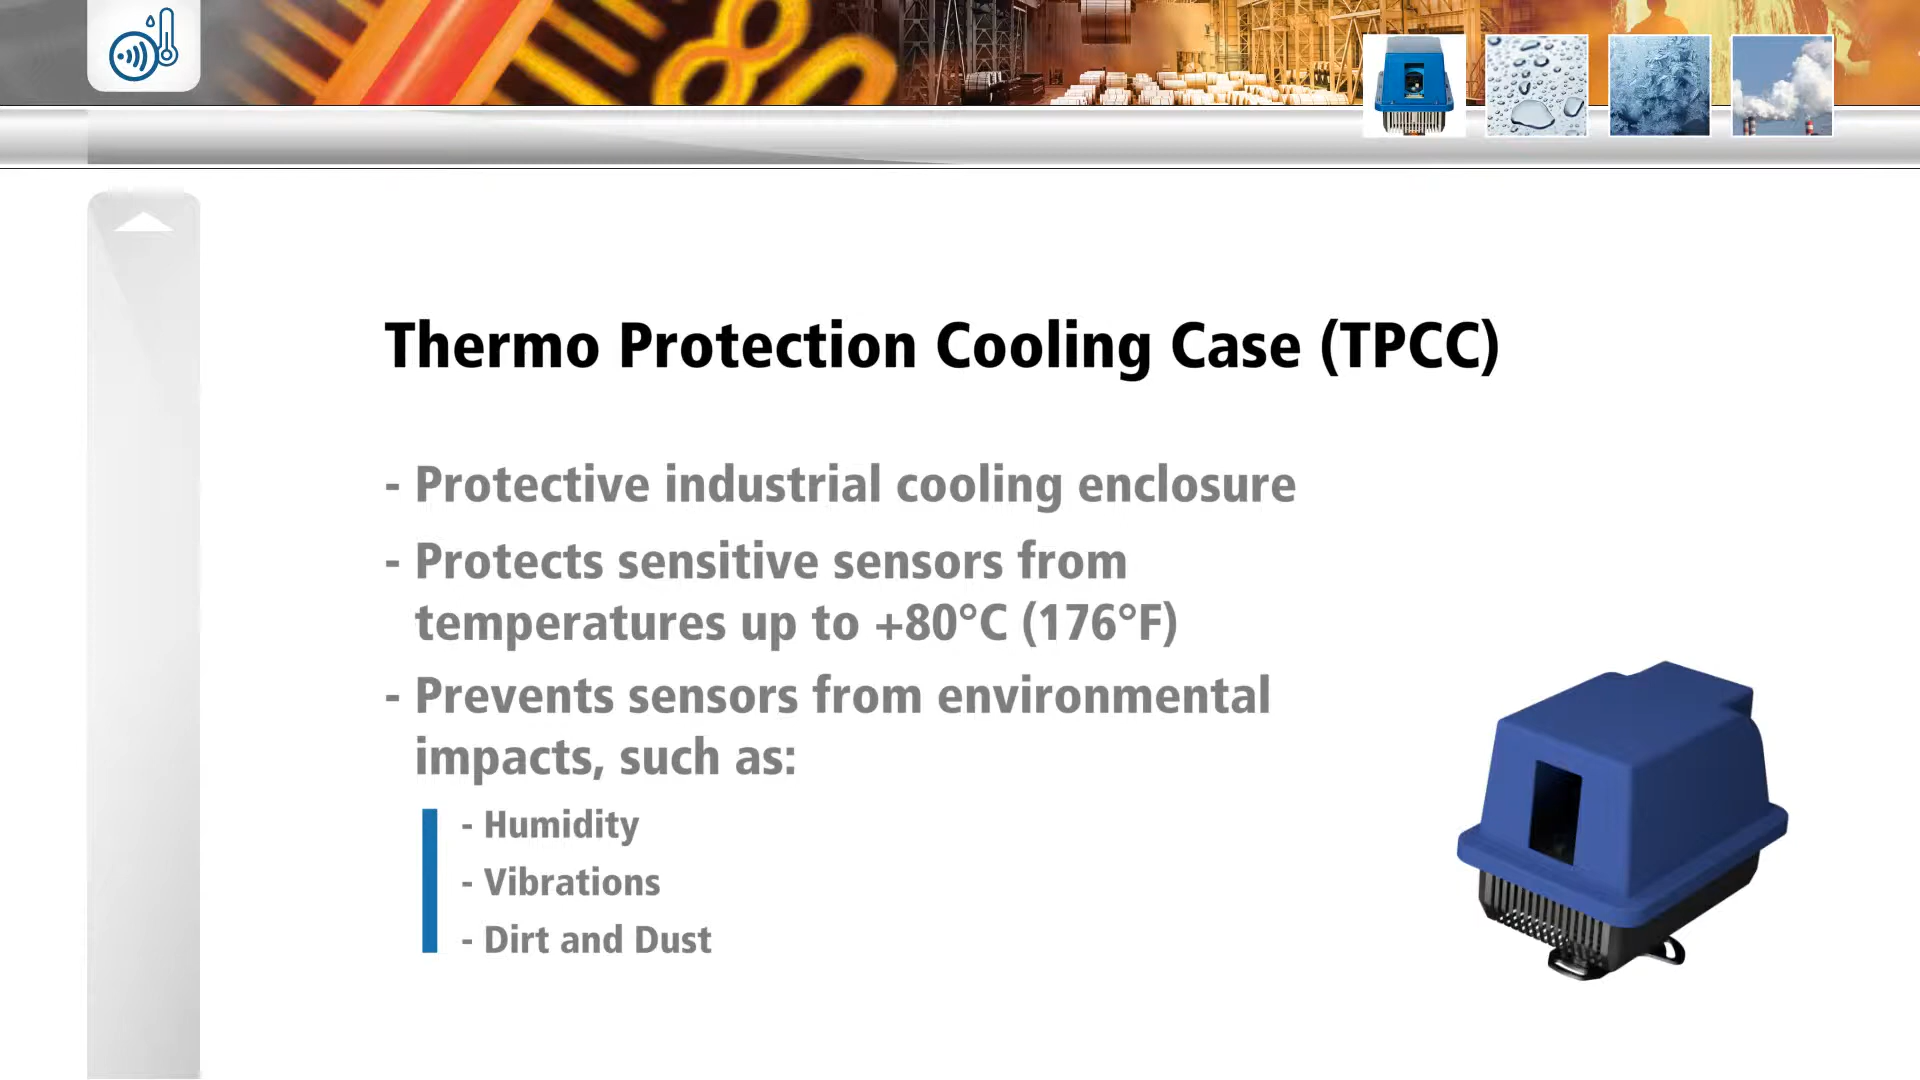 Thermo Protection Cooling Case (TPCC)
- Protective industrial cooling enclosure
- Protects sensitive sensors from
temperatures up to +80°C (176°F)
- Prevents sensors from environmental
impacts, such as:
- Humidity
- Vibrations
- Dirt and Dust